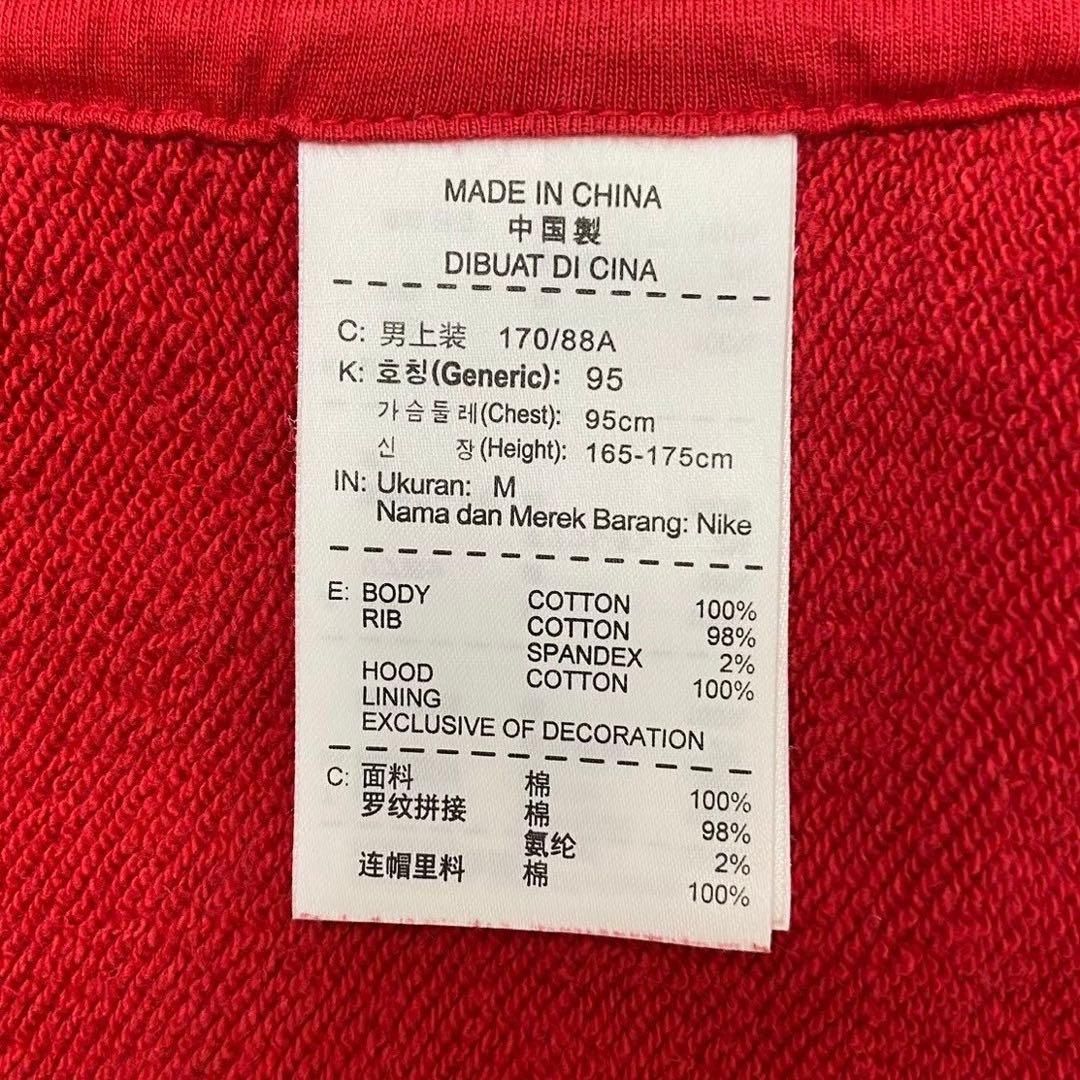 MADE IN CHINA
中国製
DIBUAT DI CINA
C: 男上装 170/88A
K: 호칭(Generic): 95
가슴둘레(Chest): 95cm
신 장(Height): 165-175cm
IN: Ukuran: M
Nama dan Merek Barang: Nike
E: BODY COTTON 100%
RIB COTTON 98%
SPANDEX 2%
HOOD COTTON 100%
LINING
EXCLUSIVE OF DECORATION
C: 面料 棉 100%
罗纹拼接 棉 98%
氨纶 2%
连帽里料 棉 100%